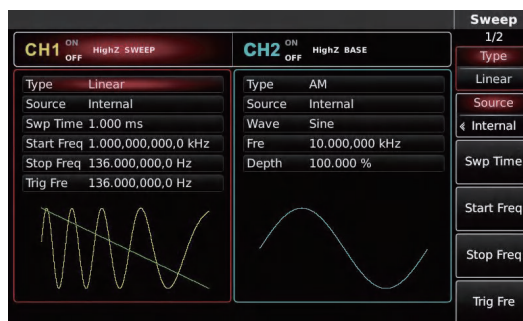 Sweep
1/2
CH1 ON OFF HighZ SWEEP
CH2 ON OFF HighZ BASE
Type Linear
Source Internal
Swp Time 1.000 ms
Start Freq 1.000,000,000,0 kHz
Stop Freq 136.000,000,0 Hz
Trig Fre 136.000,000,0 Hz
Type AM
Source Internal
Wave Sine
Fre 10.000,000 kHz
Depth 100.000 %
Type
Linear
Source
Internal
Swp Time
Start Freq
Stop Freq
Trig Fre